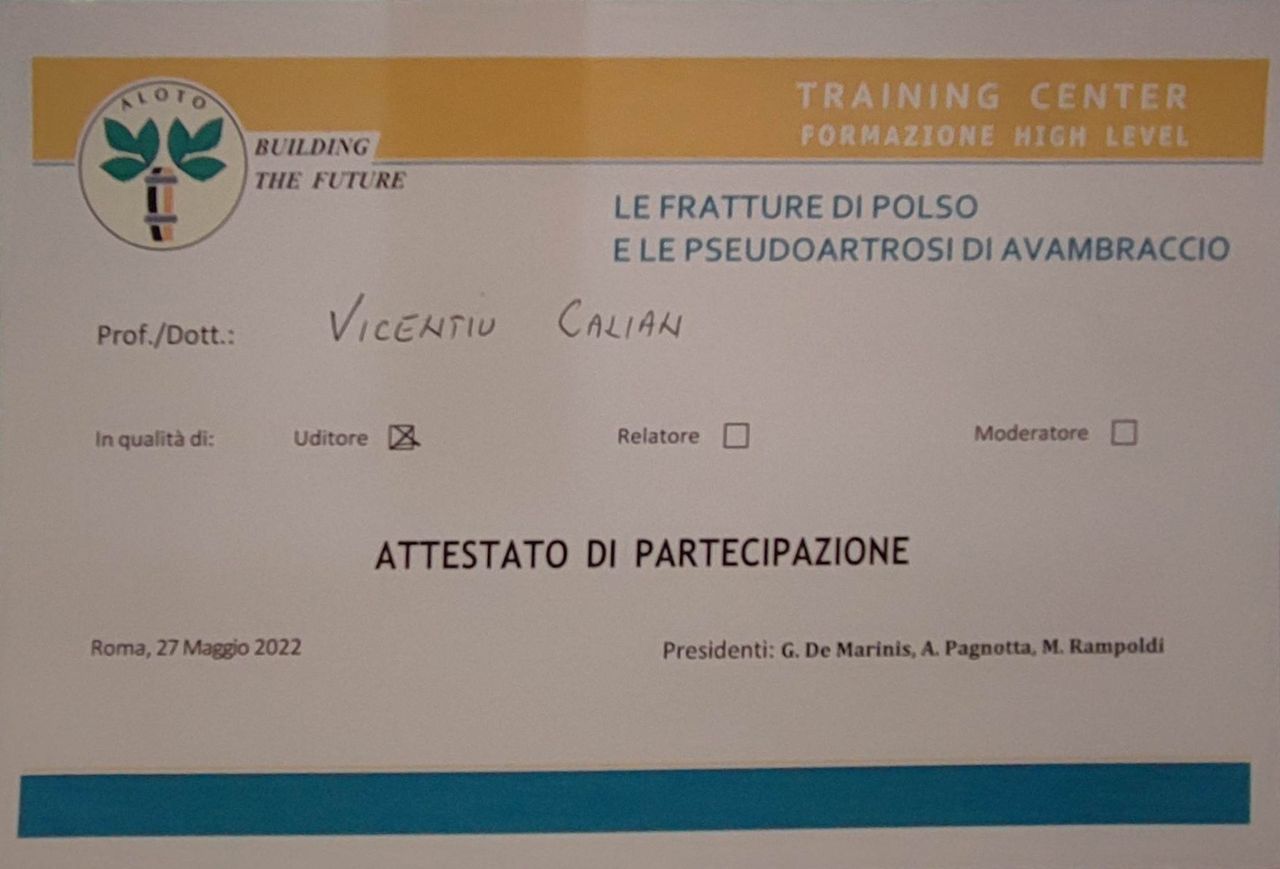 ALOTO
BUILDING
THE FUTURE
TRAINING CENTER
FORMAZIONE HIGH LEVEL
LE FRATTURE DI POLSO
E LE PSEUDOARTROSI DI AVAMBRACCIO
Prof./Dott.: VICENTIU CALIAN
In qualità di: Uditore ☒ Relatore ☐ Moderatore ☐
ATTESTATO DI PARTECIPAZIONE
Roma, 27 Maggio 2022 Presidenti: G. De Marinis, A. Pagnotta, M. Rampoldi